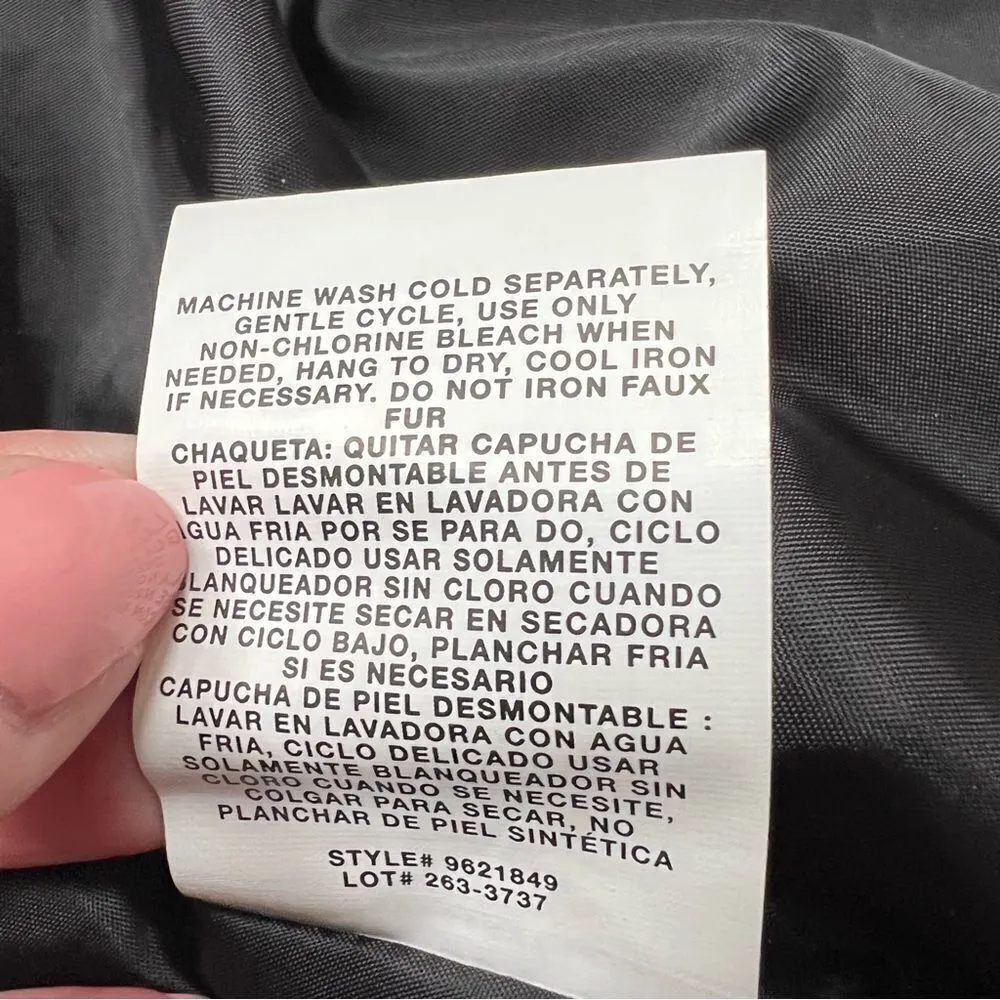 MACHINE WASH COLD SEPARATELY,
GENTLE CYCLE, USE ONLY
NON-CHLORINE BLEACH WHEN
NEEDED, HANG TO DRY, COOL IRON
IF NECESSARY. DO NOT IRON FAUX
FUR
CHAQUETA: QUITAR CAPUCHA DE
PIEL DESMONTABLE ANTES DE
LAVAR LAVAR EN LAVADORA CON
AGUA FRIA POR SE PARA DO, CICLO
DELICADO USAR SOLAMENTE
BLANQUEADOR SIN CLORO CUANDO
SE NECESITE SECAR EN SECADORA
CON CICLO BAJO, PLANCHAR FRIA
SI ES NECESARIO
CAPUCHA DE PIEL DESMONTABLE :
LAVAR EN LAVADORA CON AGUA
FRIA, CICLO DELICADO USAR
SOLAMENTE BLANQUEADOR SIN
CLORO CUANDO SE NECESITE,
COLGAR PARA SECAR, NO
PLANCHAR DE PIEL SINTÉTICA
STYLE# 9621849
LOT# 263-3737